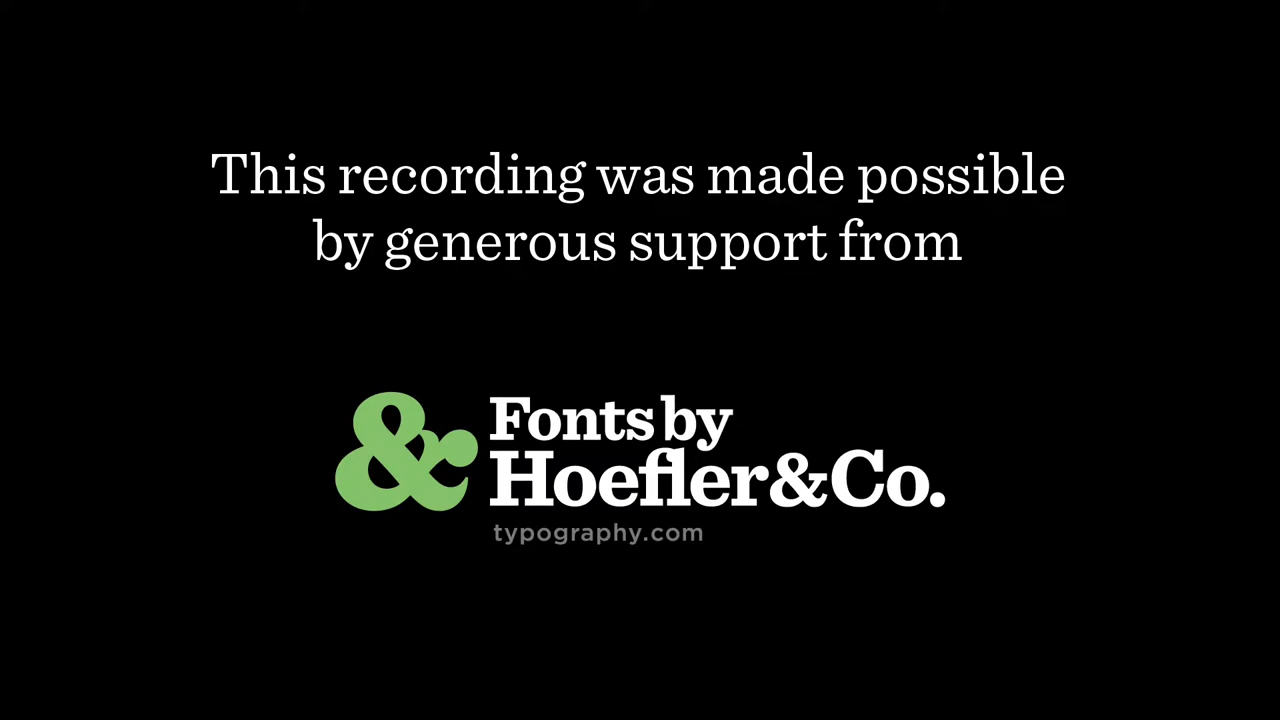 This recording was made possible
by generous support from
& Fonts by
Hoefler&Co.
typography.com